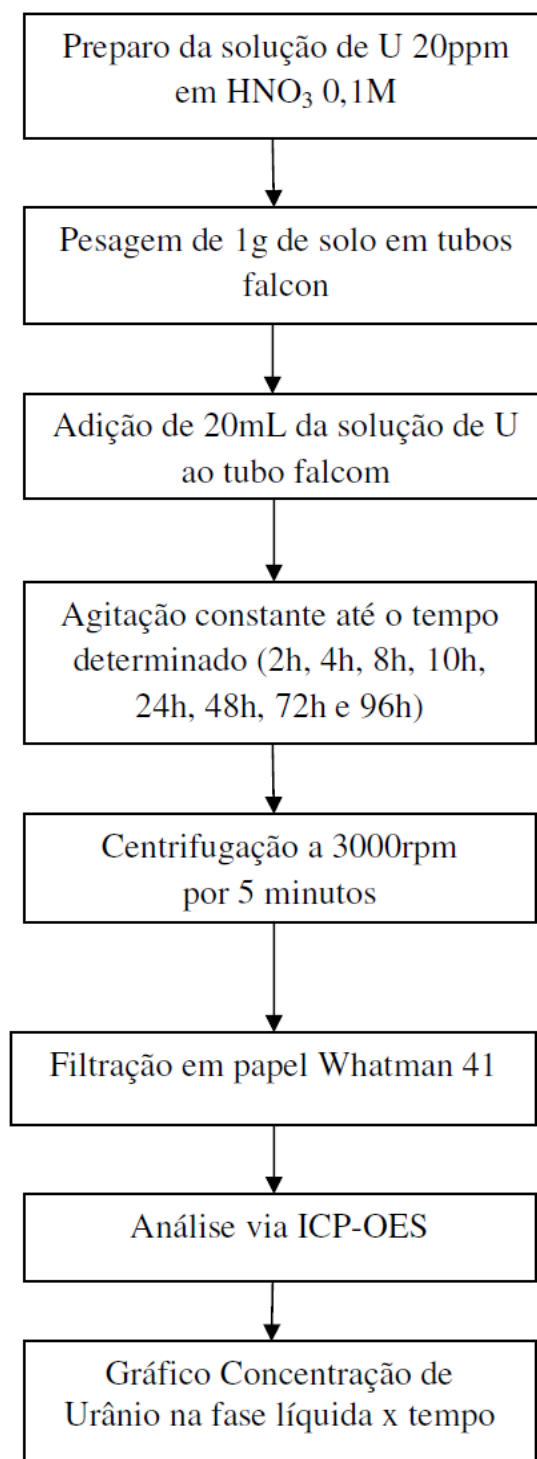 Preparo da solução de U 20ppm
em HNO₃ 0,1M
Pesagem de 1g de solo em tubos
falcon
Adição de 20mL da solução de U
ao tubo falcom
Agitação constante até o tempo
determinado (2h, 4h, 8h, 10h,
24h, 48h, 72h e 96h)
Centrifugação a 3000rpm
por 5 minutos
Filtração em papel Whatman 41
Análise via ICP-OES
Gráfico Concentração de
Urânio na fase líquida x tempo